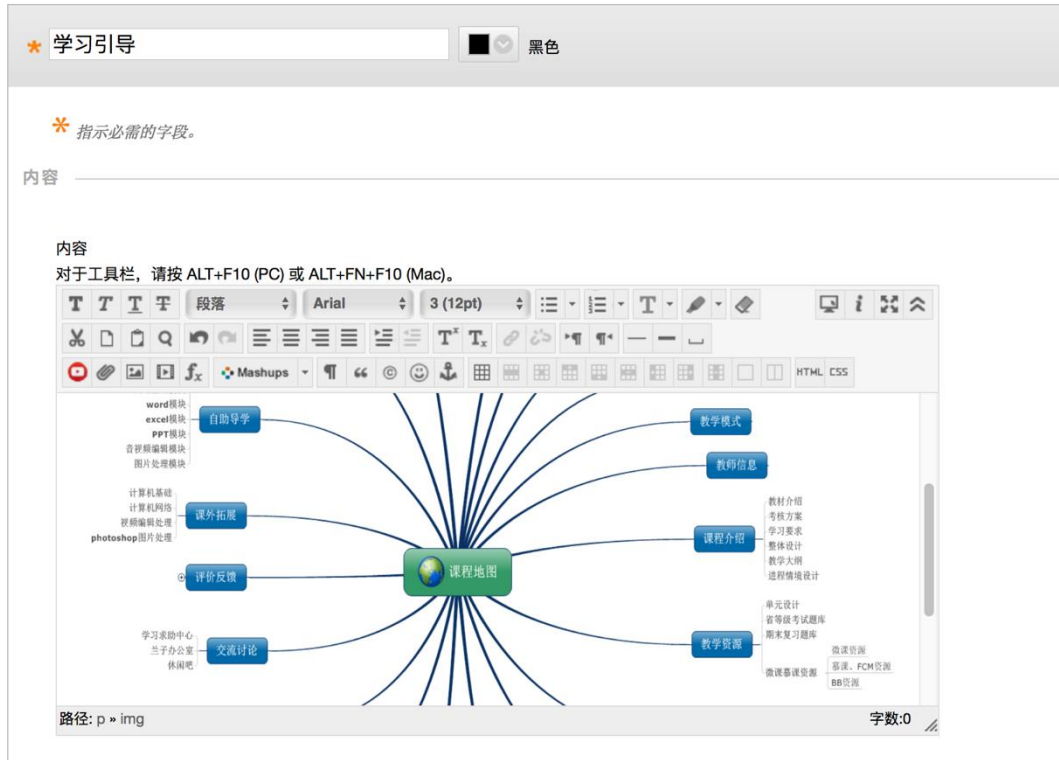 * 学习引导 黑色
* 指示必需的字段。
内容
内容
对于工具栏，请按 ALT+F10 (PC) 或 ALT+FN+F10 (Mac)。
T T T T 段落 Arial 3 (12pt) T
Tx Tx
fx Mashups HTML CSS
word模块
excel模块
PPT模块
音视频编辑模块
图片处理模块
自助导学
计算机基础
计算机网络
视频编辑处理
photoshop图片处理
课外拓展
评价反馈
学习求助中心
兰子办公室
休闲吧
交流讨论
课程地图
教学模式
教师信息
课程介绍
教材介绍
考核方案
学习要求
整体设计
教学大纲
进程情境设计
教学资源
单元设计
省等级考试题库
期末复习题库
微课慕课资源
微课资源
慕课、FCM资源
BB资源
路径: p » img
字数:0